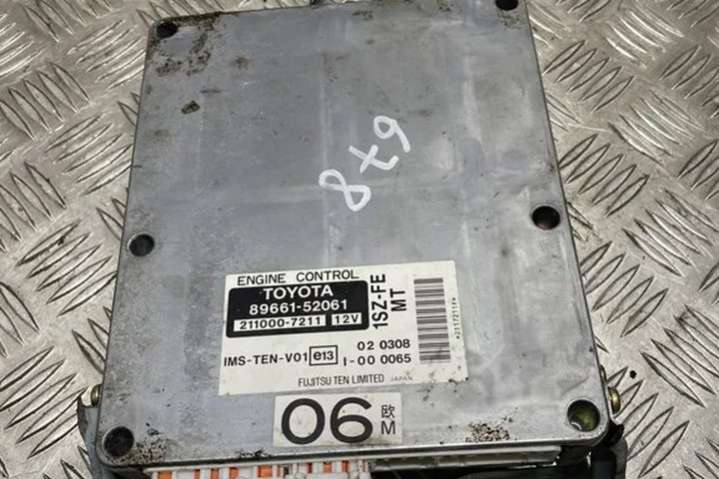 678
ENGINE CONTROL
TOYOTA
89661-52061
211000-7211 12V
1SZ-FE
MT
IMS-TEN-V01 e13 02 0308
I-00 0065
FUJITSU TEN LIMITED JAPAN
06 欧
M